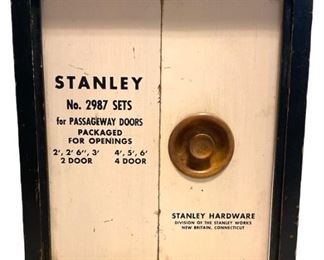 STANLEY
No. 2987 SETS
for PASSAGEWAY DOORS
PACKAGED
FOR OPENINGS
2', 2' 6", 3' 4', 5', 6'
2 DOOR 4 DOOR
STANLEY HARDWARE
DIVISION OF THE STANLEY WORKS
NEW BRITAIN, CONNECTICUT